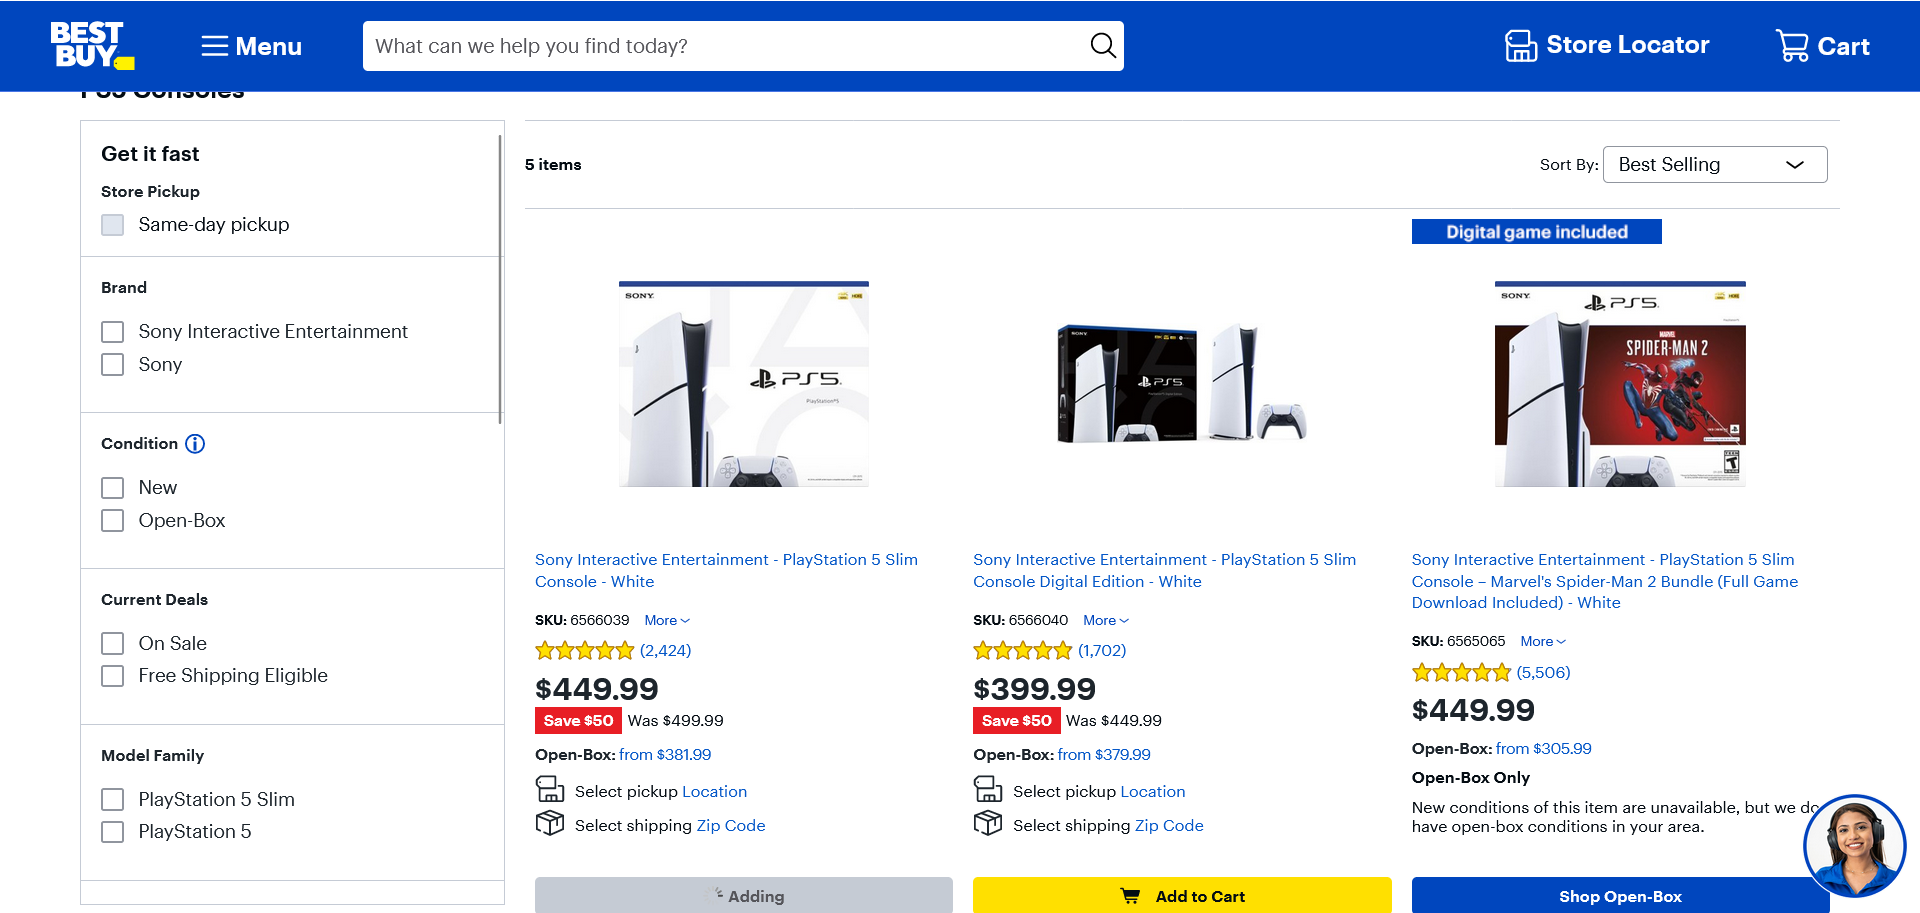 BEST
BUY
Menu
What can we help you find today?
Store Locator
Cart
PS5 Consoles
Get it fast
Store Pickup
Same-day pickup
Brand
Sony Interactive Entertainment
Sony
Condition
New
Open-Box
Current Deals
On Sale
Free Shipping Eligible
Model Family
PlayStation 5 Slim
PlayStation 5
5 items
Sort By: Best Selling
SONY
PS5
PlayStation®5
Sony Interactive Entertainment - PlayStation 5 Slim
Console - White
SKU: 6566039 More
(2,424)
$449.99
Save $50 Was $499.99
Open-Box: from $381.99
Select pickup Location
Select shipping Zip Code
Adding
SONY
PS5
Sony Interactive Entertainment - PlayStation 5 Slim
Console Digital Edition - White
SKU: 6566040 More
(1,702)
$399.99
Save $50 Was $449.99
Open-Box: from $379.99
Select pickup Location
Select shipping Zip Code
Add to Cart
Digital game included
SONY
PS5
MARVEL
SPIDER-MAN 2
T
Sony Interactive Entertainment - PlayStation 5 Slim
Console – Marvel's Spider-Man 2 Bundle (Full Game
Download Included) - White
SKU: 6565065 More
(5,506)
$449.99
Open-Box: from $305.99
Open-Box Only
New conditions of this item are unavailable, but we do
have open-box conditions in your area.
Shop Open-Box